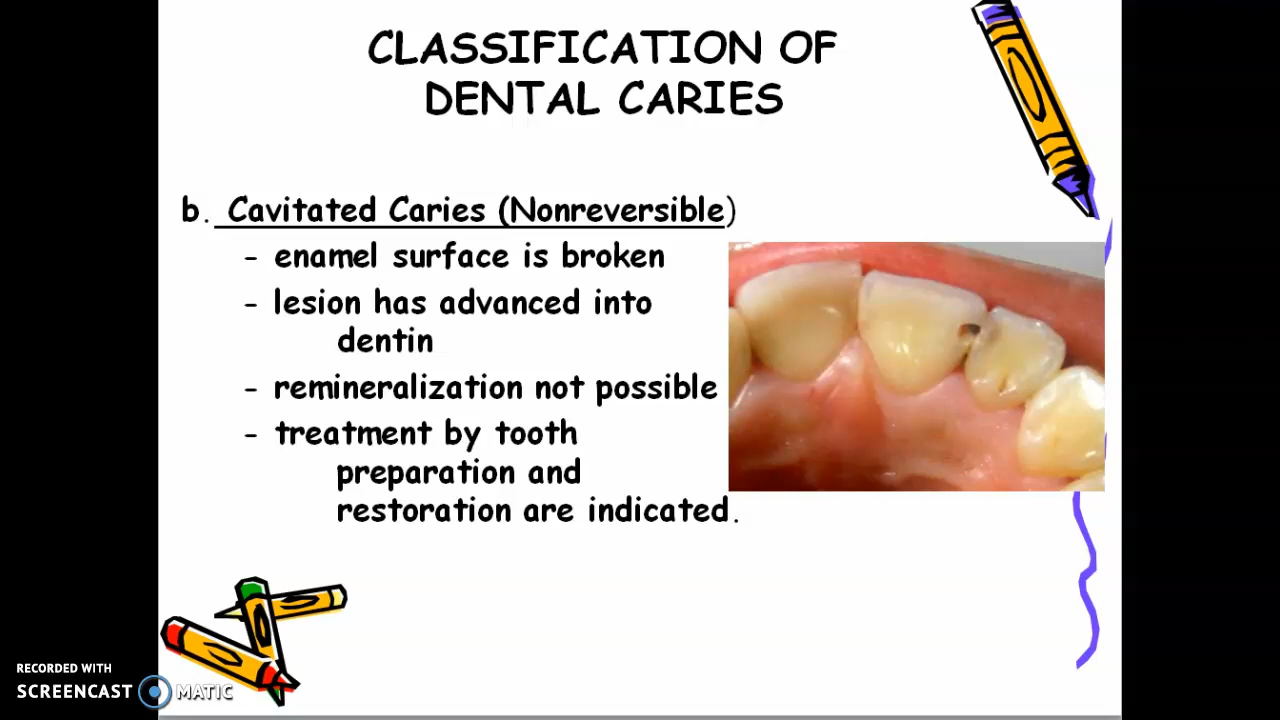 CLASSIFICATION OF
DENTAL CARIES
b. Cavitated Caries (Nonreversible)
- enamel surface is broken
- lesion has advanced into
dentin
- remineralization not possible
- treatment by tooth
preparation and
restoration are indicated.
RECORDED WITH
SCREENCAST MATIC